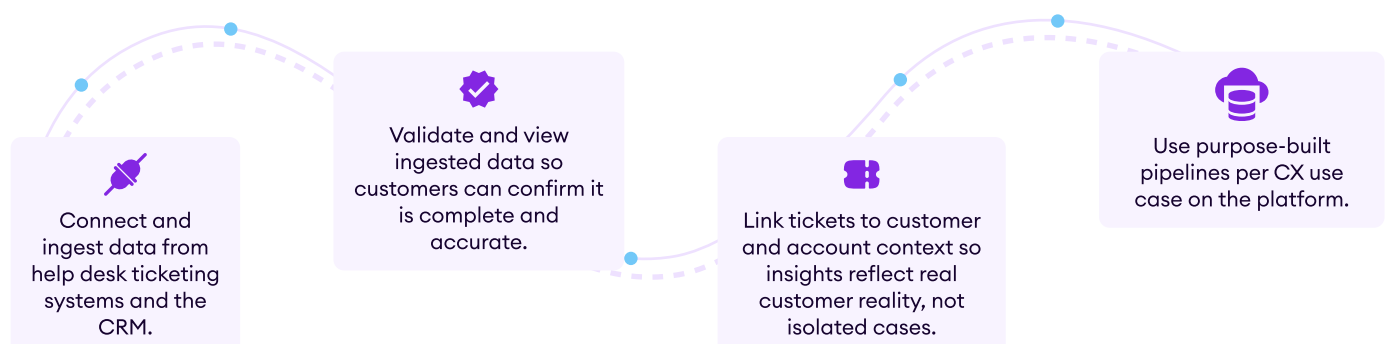 Connect and
ingest data from
help desk ticketing
systems and the
CRM.
Validate and view
ingested data so
customers can confirm it
is complete and
accurate.
Link tickets to customer
and account context so
insights reflect real
customer reality, not
isolated cases.
Use purpose-built
pipelines per CX use
case on the platform.